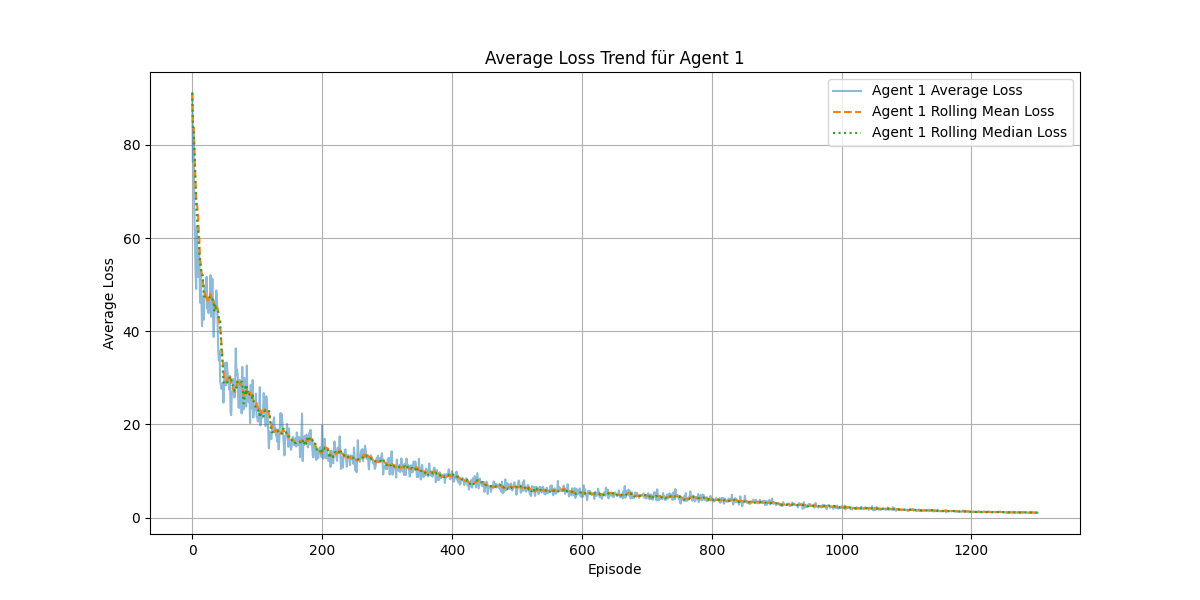 Average Loss Trend für Agent 1
Agent 1 Average Loss
Agent 1 Rolling Mean Loss
Agent 1 Rolling Median Loss
Average Loss
80
60
40
20
0
0 200 400 600 800 1000 1200
Episode